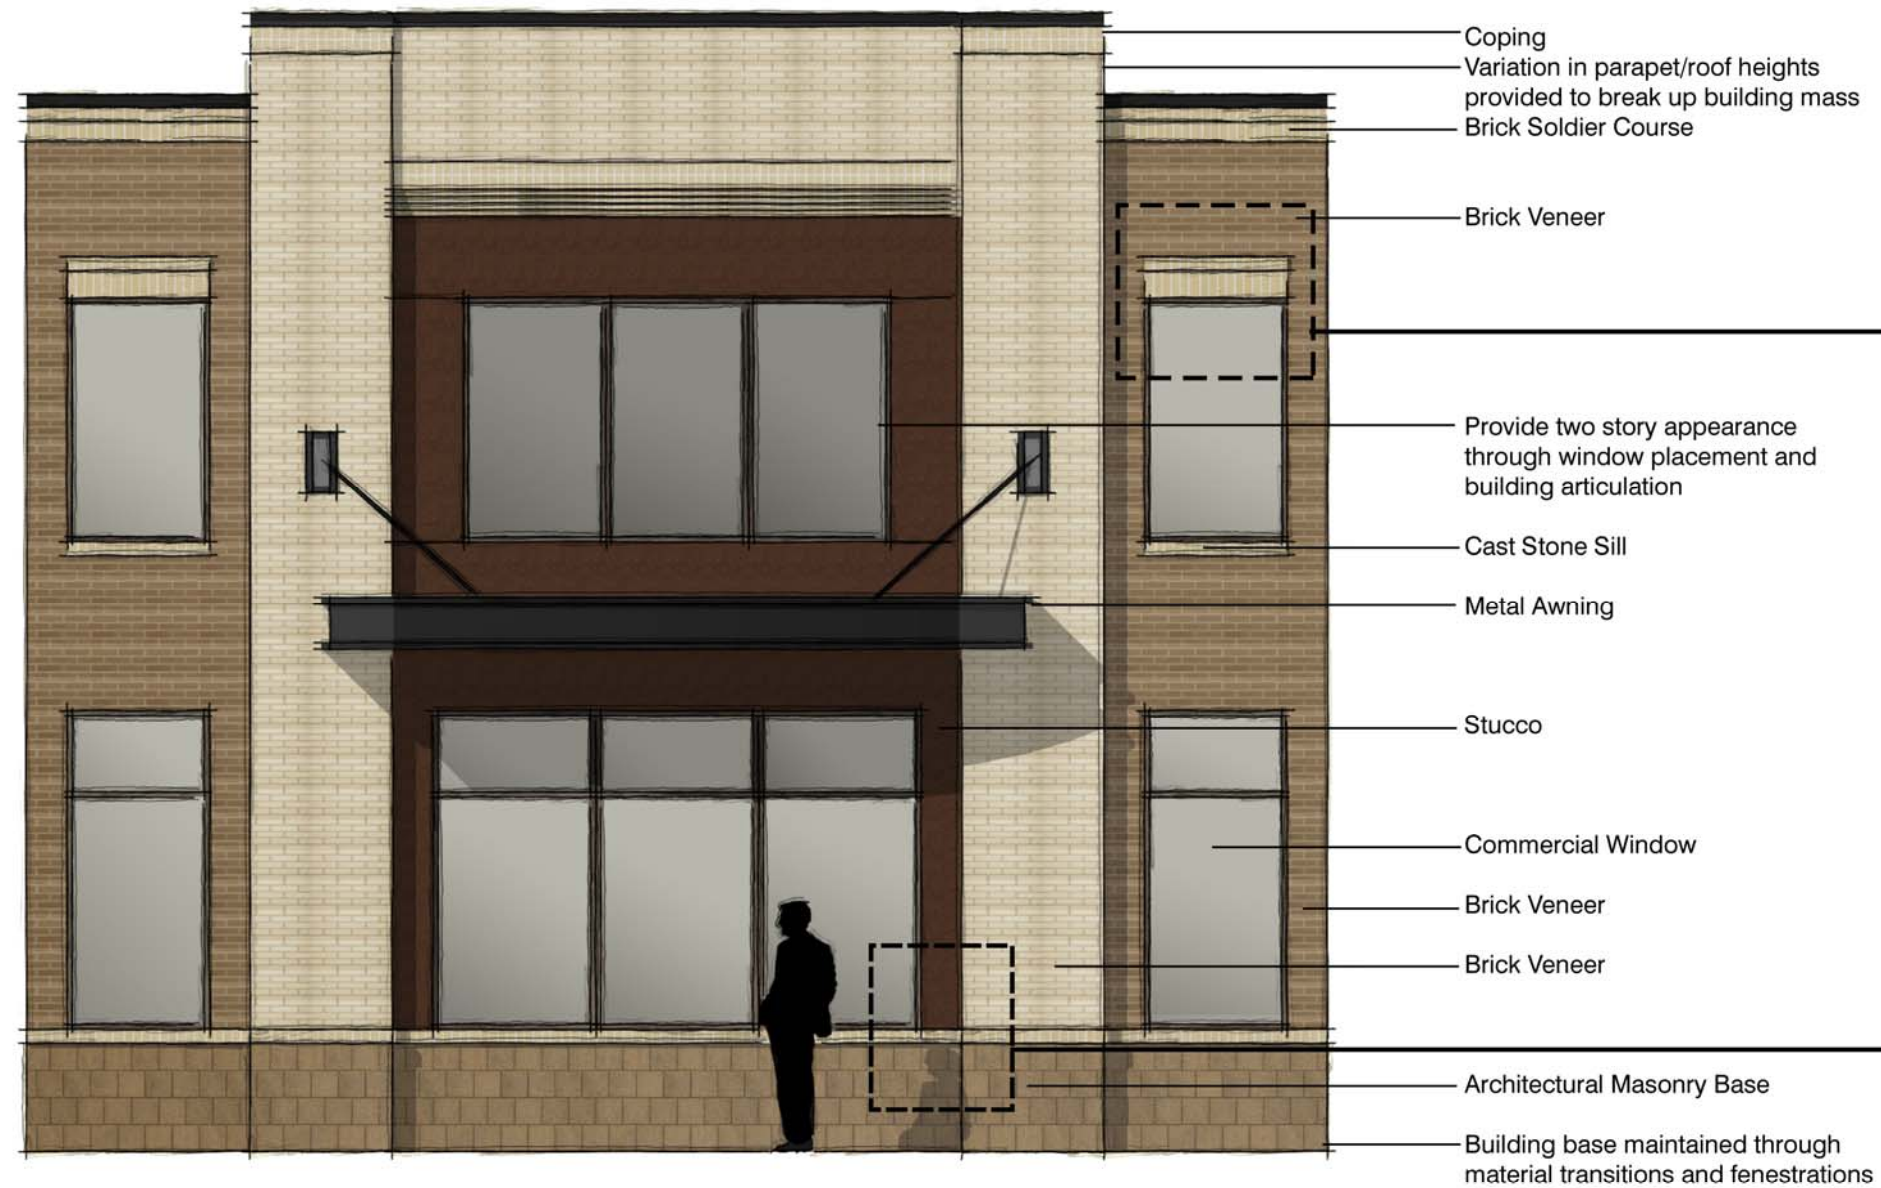 Coping
Variation in parapet/roof heights
provided to break up building mass
Brick Soldier Course
Brick Veneer
Provide two story appearance
through window placement and
building articulation
Cast Stone Sill
Metal Awning
Stucco
Commercial Window
Brick Veneer
Brick Veneer
Architectural Masonry Base
Building base maintained through
material transitions and fenestrations